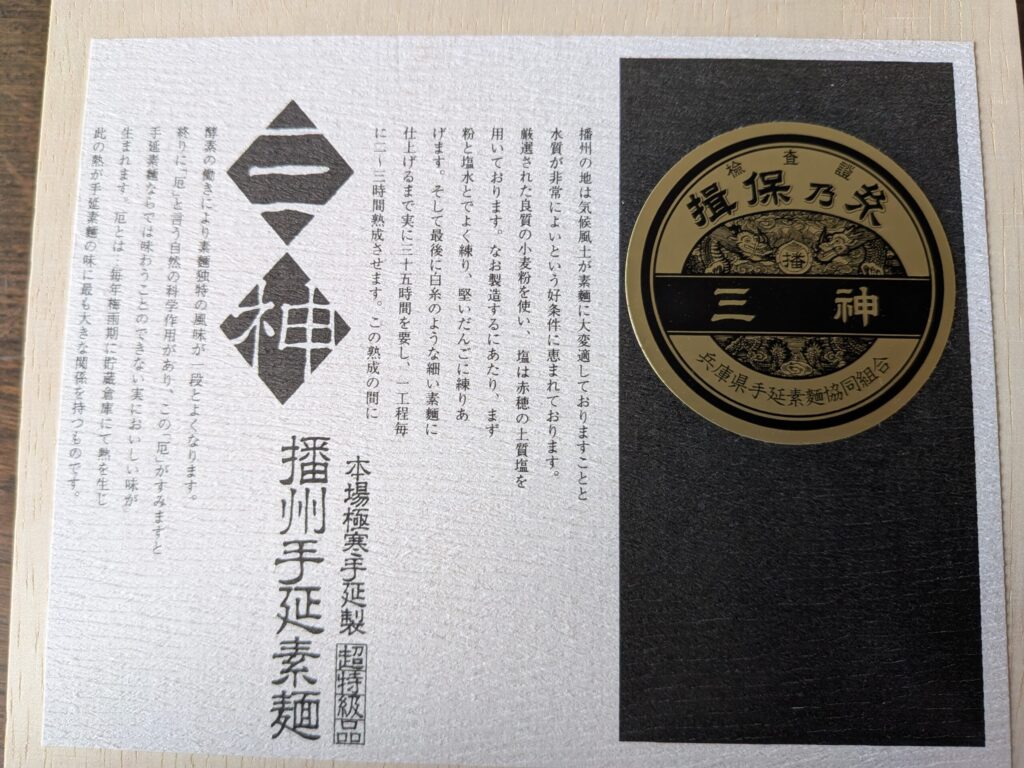 檢査證
揖保乃糸
播
三神
兵庫県手延素麺協同組合
播州の地は気候風土が素麺に大変適しておりますことと
水質が非常によいという好条件に恵まれております。
厳選された良質の小麦粉を使い、塩は赤穂の上質塩を
用いております。なお製造するにあたり、まず
粉と塩水とでよく練り、堅いだんごに練りあ
げます。そして最後に白糸のような細い素麺に
仕上げるまで実に三十五時間を要し、一工程毎
に二〜三時間熟成させます。この熟成の間に
本場極寒手延製 超特級品
三神
播州手延素麺
酵素の働きにより素麺独特の風味が一段とよくなります。
終りに「厄」と言う自然の科学作用があり、この「厄」がすみますと
手延素麺ならでは味わうことのできない実においしい味が
生まれます。厄とは、毎年梅雨期に貯蔵倉庫にて熱を生じ
此の熱が手延素麺の味に最も大きな関係を持つものです。